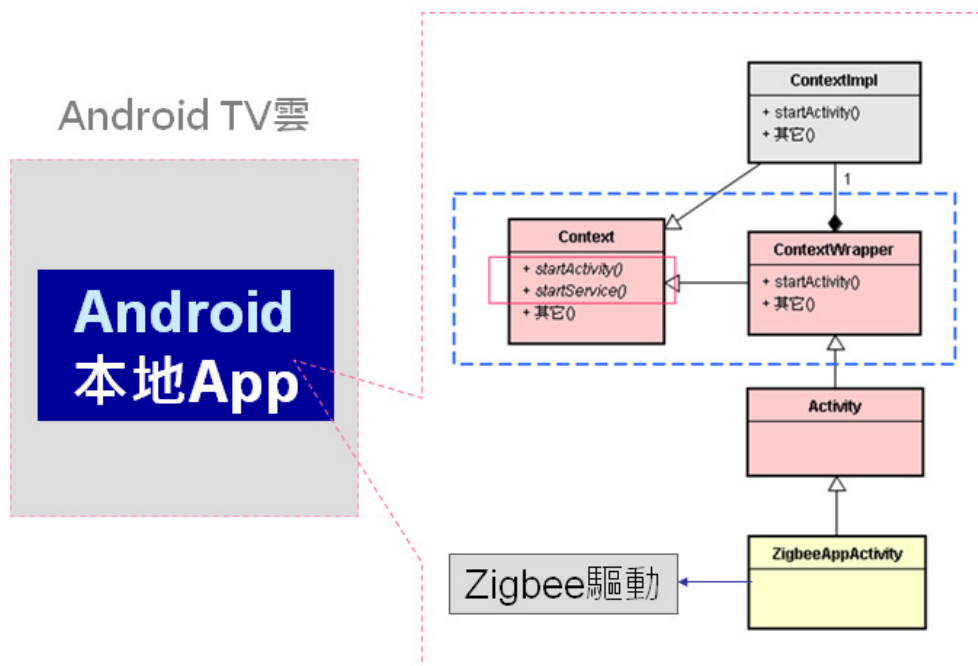 Android TV雲
Android
本地App
ContextImpl
+ startActivity()
+ 其它()
1
Context
+ startActivity()
+ startService()
+ 其它()
ContextWrapper
+ startActivity()
+ 其它()
Activity
ZigbeeAppActivity
Zigbee驅動